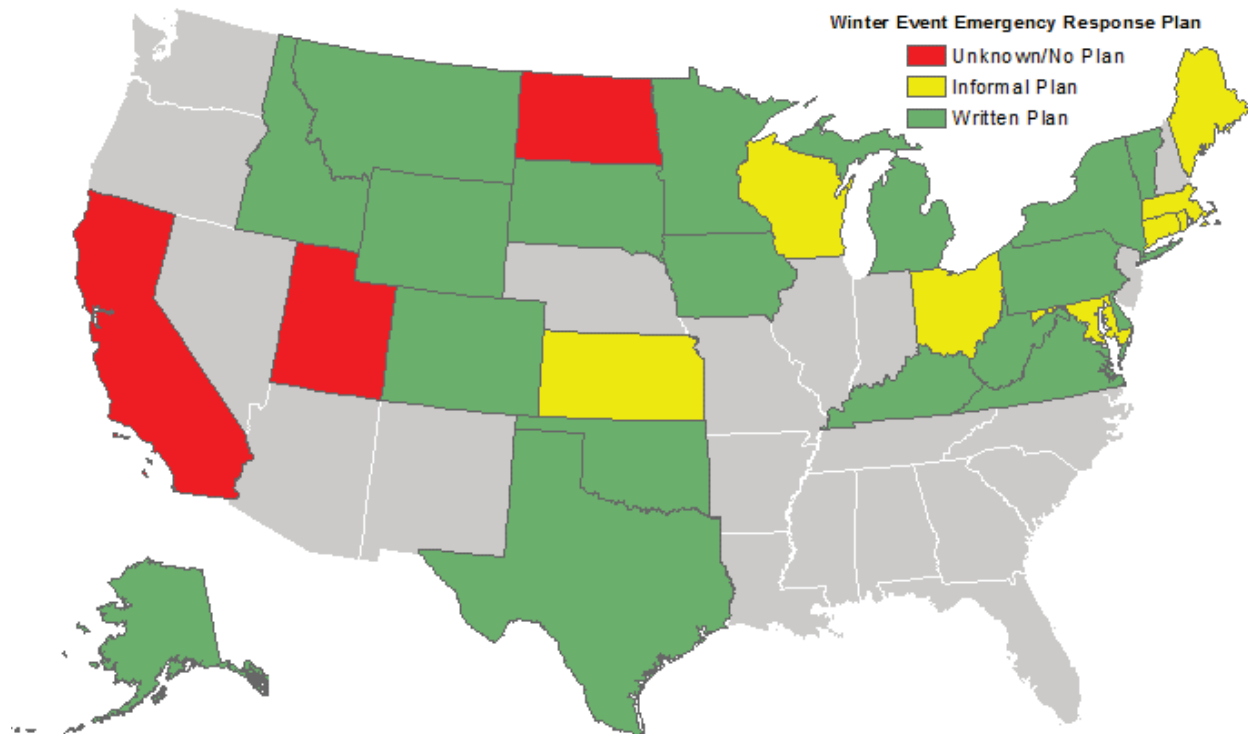 Winter Event Emergency Response Plan
Unknown/No Plan
Informal Plan
Written Plan